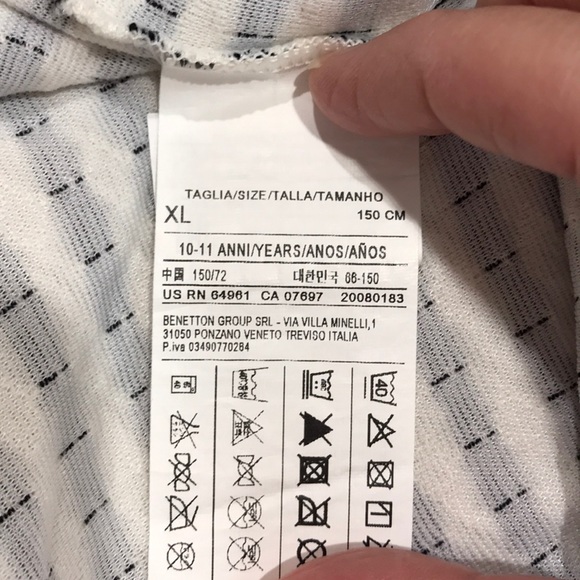 TAGLIA/SIZE/TALLA/TAMANHO
XL 150 CM
10-11 ANNI/YEARS/ANOS/AÑOS
中国 150/72 대한민국 68-150
US RN 64961 CA 07697 20080183
BENETTON GROUP SRL - VIA VILLA MINELLI,1
31050 PONZANO VENETO TREVISO ITALIA
P.iva 03490770284
40